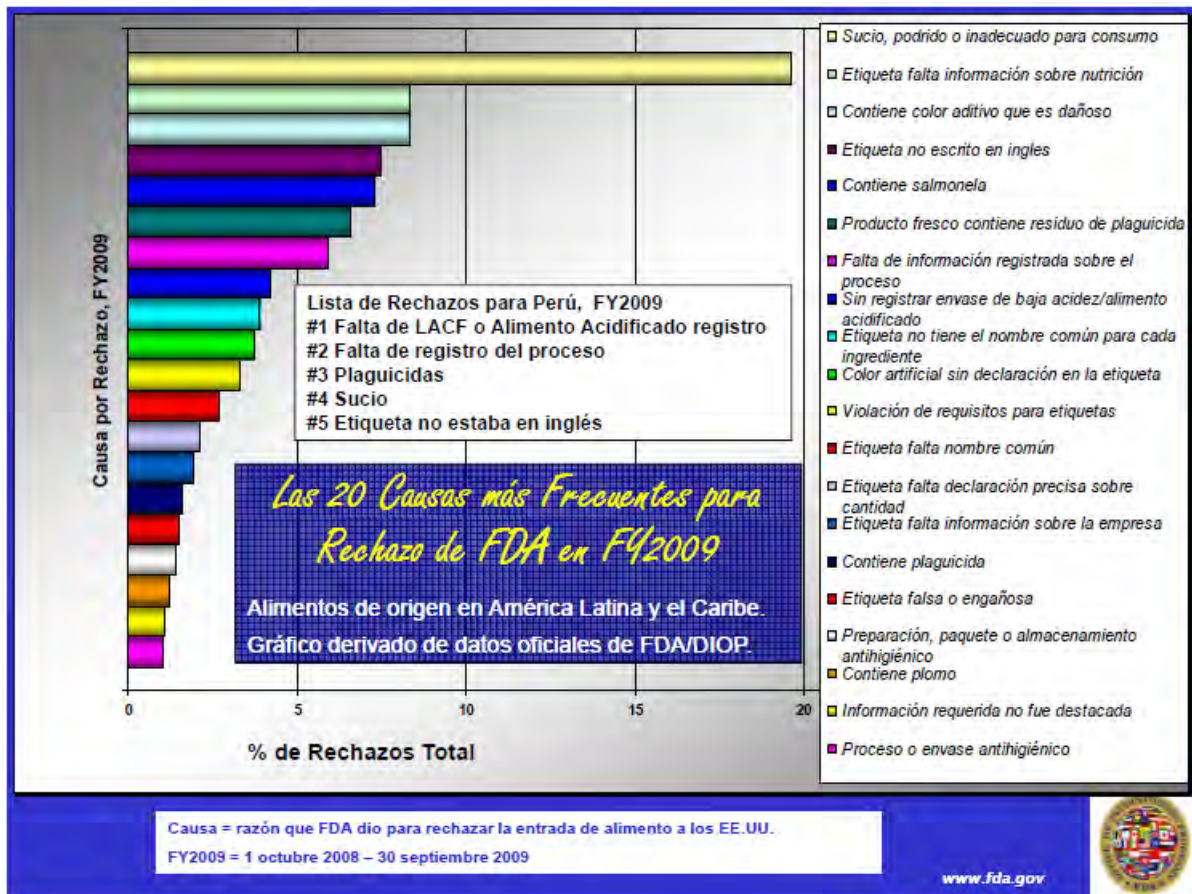 Causa por Rechazo, FY2009
Lista de Rechazos para Perú, FY2009
#1 Falta de LACF o Alimento Acidificado registro
#2 Falta de registro del proceso
#3 Plaguicidas
#4 Sucio
#5 Etiqueta no estaba en inglés
Las 20 Causas más Frecuentes para
Rechazo de FDA en FY2009
Alimentos de origen en América Latina y el Caribe.
Gráfico derivado de datos oficiales de FDA/DIOP.
0 5 10 15 20
% de Rechazos Total
Sucio, podrido o inadecuado para consumo
Etiqueta falta información sobre nutrición
Contiene color aditivo que es dañoso
Etiqueta no escrito en ingles
Contiene salmonela
Producto fresco contiene residuo de plaguicida
Falta de información registrada sobre el
proceso
Sin registrar envase de baja acidez/alimento
acidificado
Etiqueta no tiene el nombre común para cada
ingrediente
Color artificial sin declaración en la etiqueta
Violación de requisitos para etiquetas
Etiqueta falta nombre común
Etiqueta falta declaración precisa sobre
cantidad
Etiqueta falta información sobre la empresa
Contiene plaguicida
Etiqueta falsa o engañosa
Preparación, paquete o almacenamiento
antihigiénico
Contiene plomo
Información requerida no fue destacada
Proceso o envase antihigiénico
Causa = razón que FDA dio para rechazar la entrada de alimento a los EE.UU.
FY2009 = 1 octubre 2008 – 30 septiembre 2009
www.fda.gov